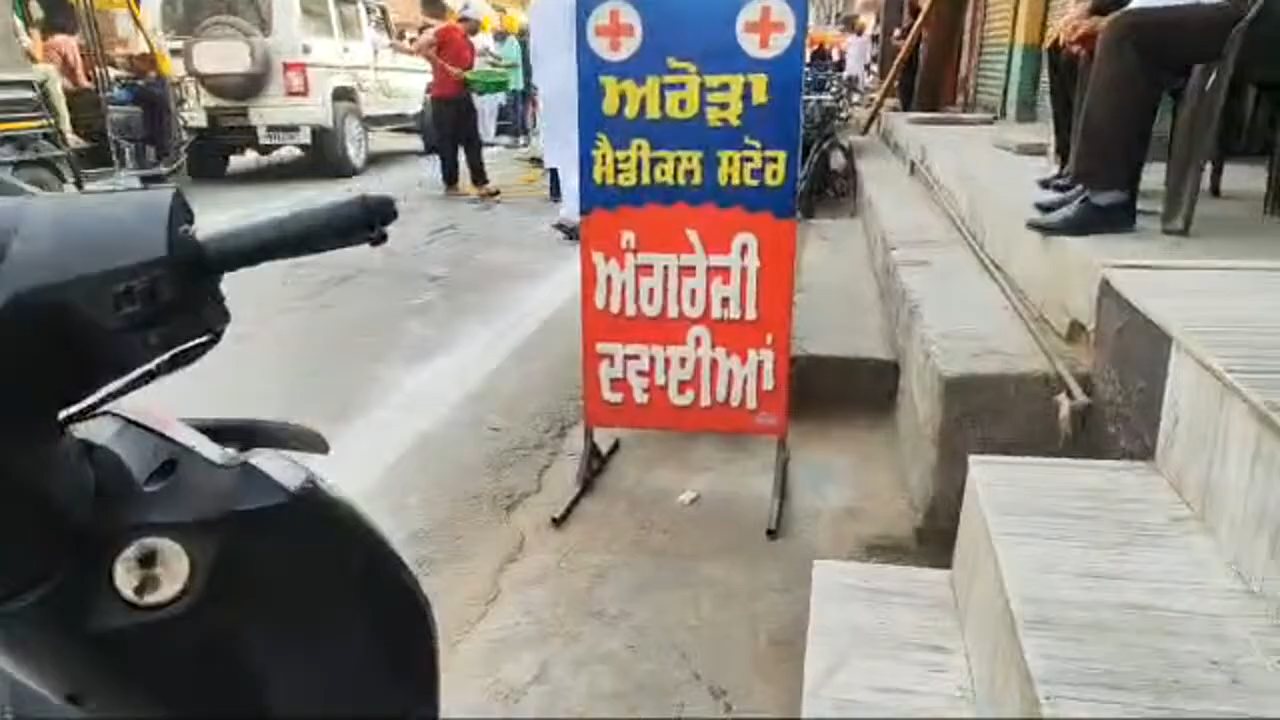 ਅਰੋੜਾ
ਮੈਡੀਕਲ ਸਟੋਰ
ਅੰਗਰੇਜ਼ੀ
ਦਵਾਈਆਂ